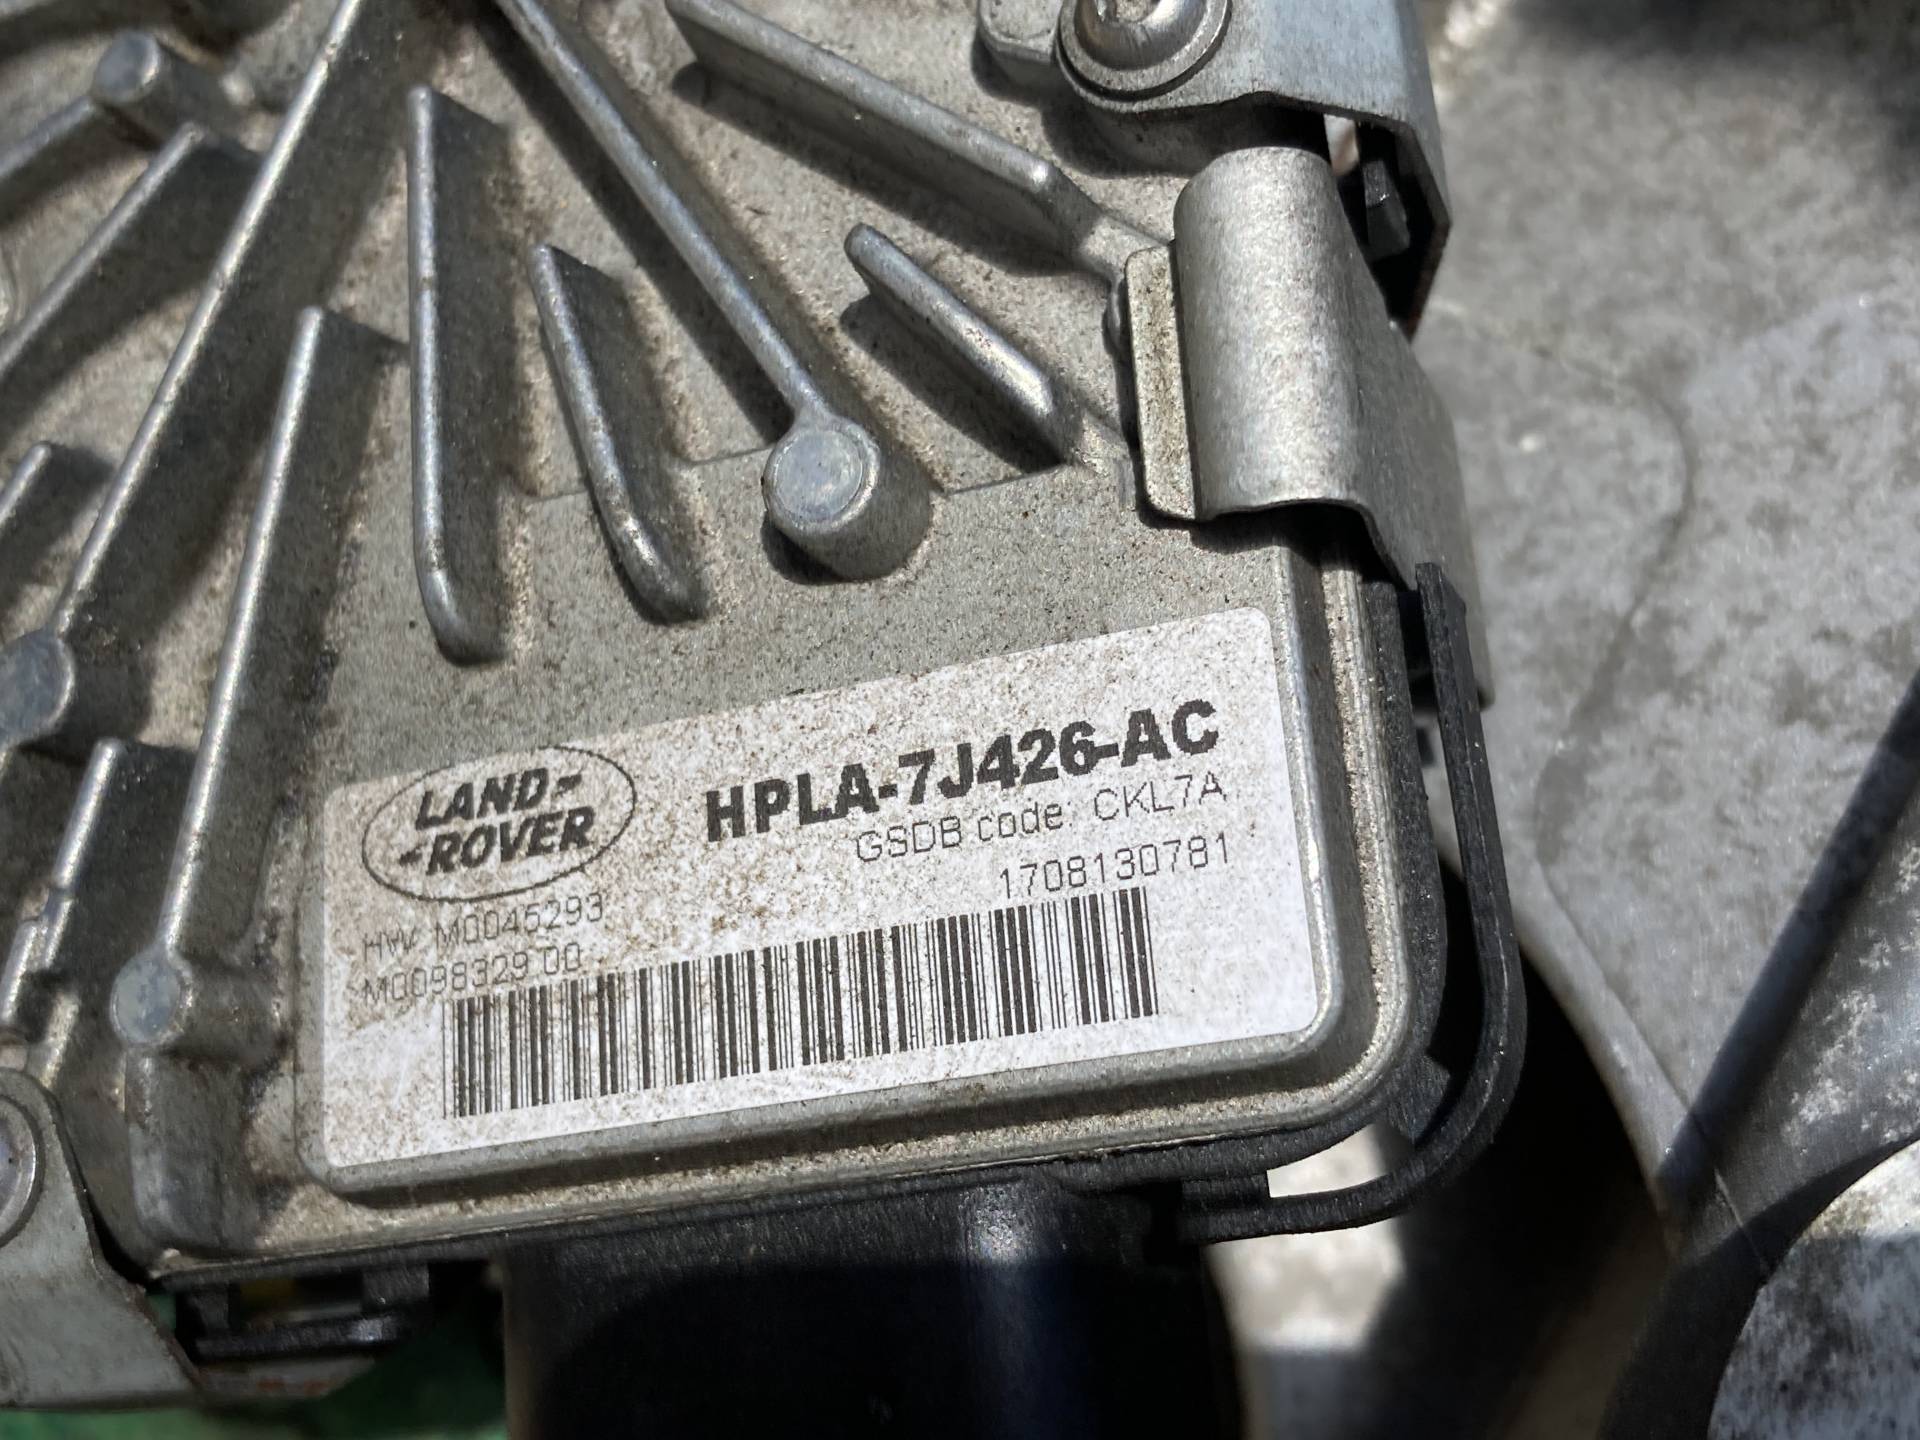 LAND-
-ROVER
HPLA-7J426-AC
GSDB code: CKL7A
1708130781
HW: M0045293
M0098329 00